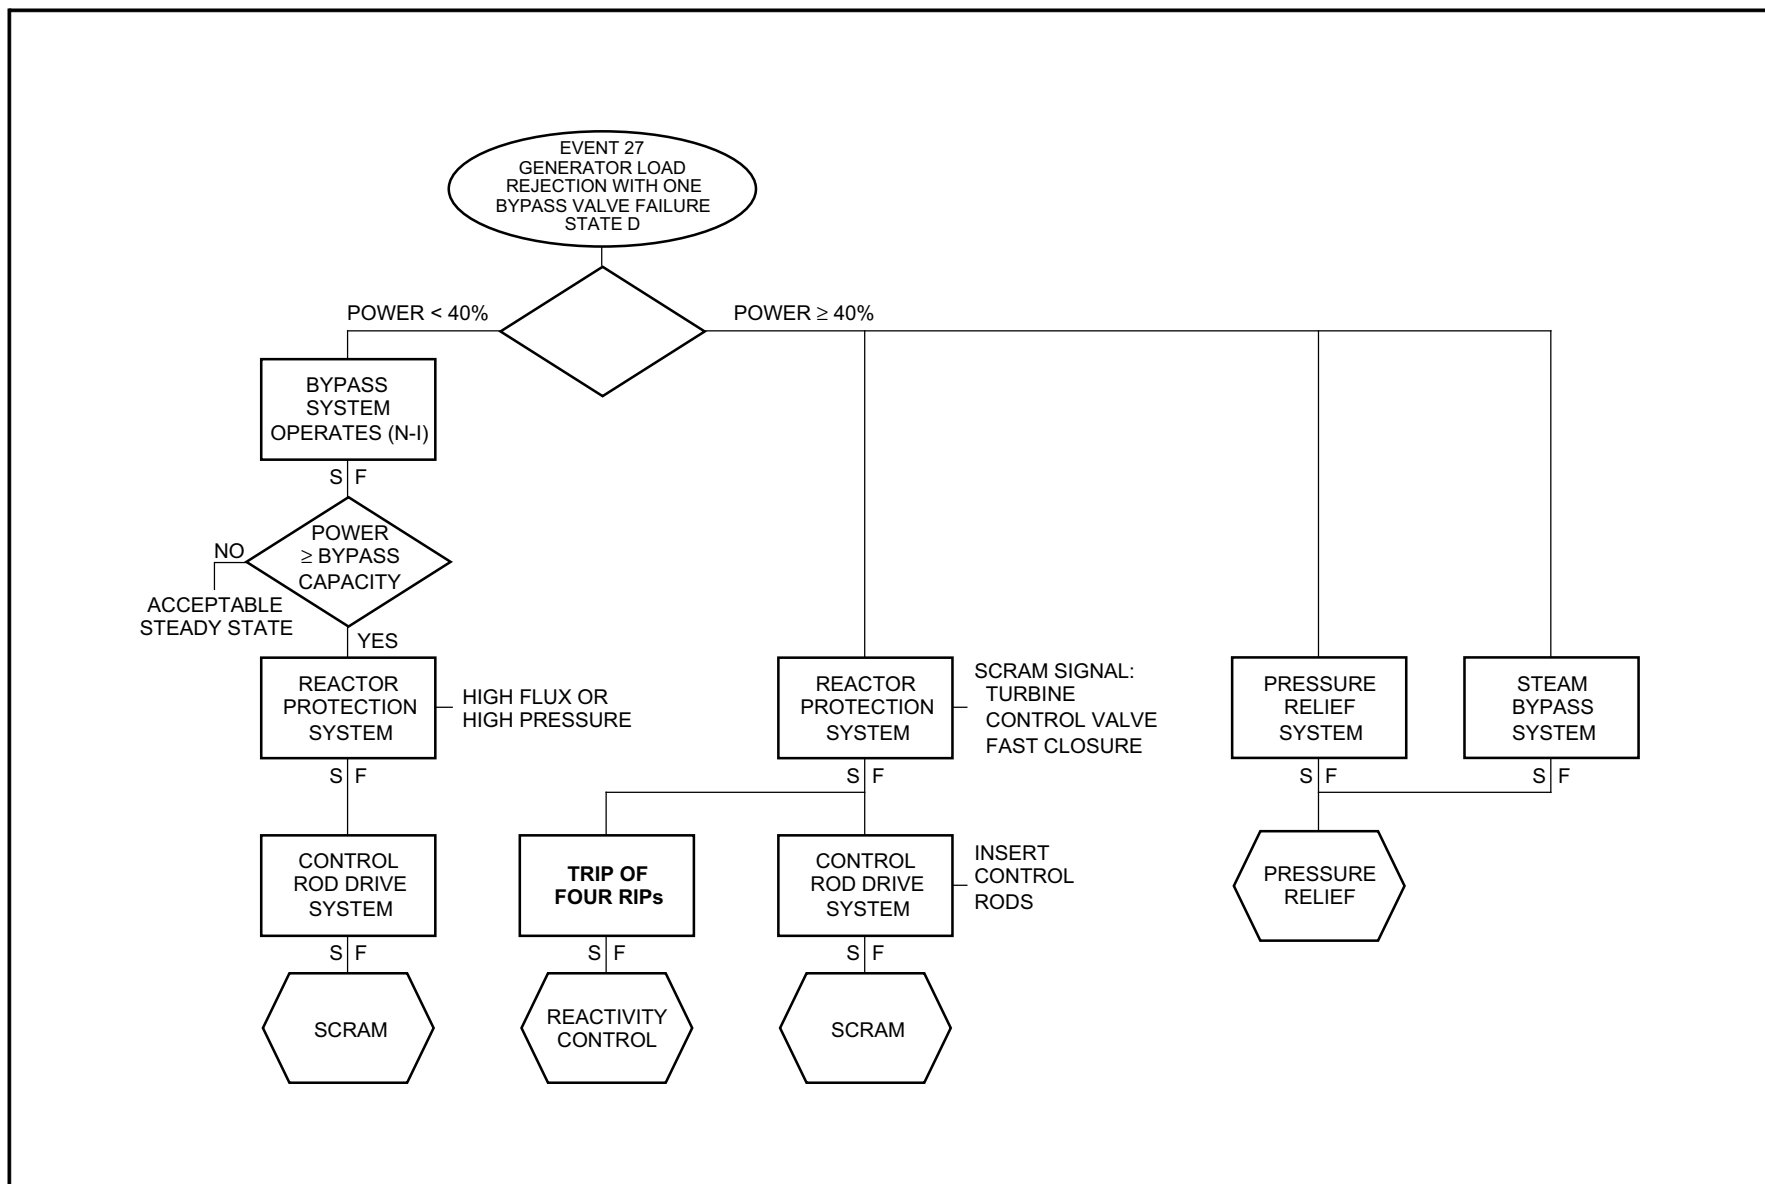 EVENT 27
GENERATOR LOAD
REJECTION WITH ONE
BYPASS VALVE FAILURE
STATE D
POWER < 40%
POWER ≥ 40%
BYPASS
SYSTEM
OPERATES (N-I)
S F
POWER
≥ BYPASS
CAPACITY
NO
ACCEPTABLE
STEADY STATE
YES
REACTOR
PROTECTION
SYSTEM
HIGH FLUX OR
HIGH PRESSURE
S F
CONTROL
ROD DRIVE
SYSTEM
S F
SCRAM
REACTOR
PROTECTION
SYSTEM
SCRAM SIGNAL:
TURBINE
CONTROL VALVE
FAST CLOSURE
S F
TRIP OF
FOUR RIPs
S F
REACTIVITY
CONTROL
CONTROL
ROD DRIVE
SYSTEM
INSERT
CONTROL
RODS
S F
SCRAM
PRESSURE
RELIEF
SYSTEM
S F
STEAM
BYPASS
SYSTEM
S F
PRESSURE
RELIEF